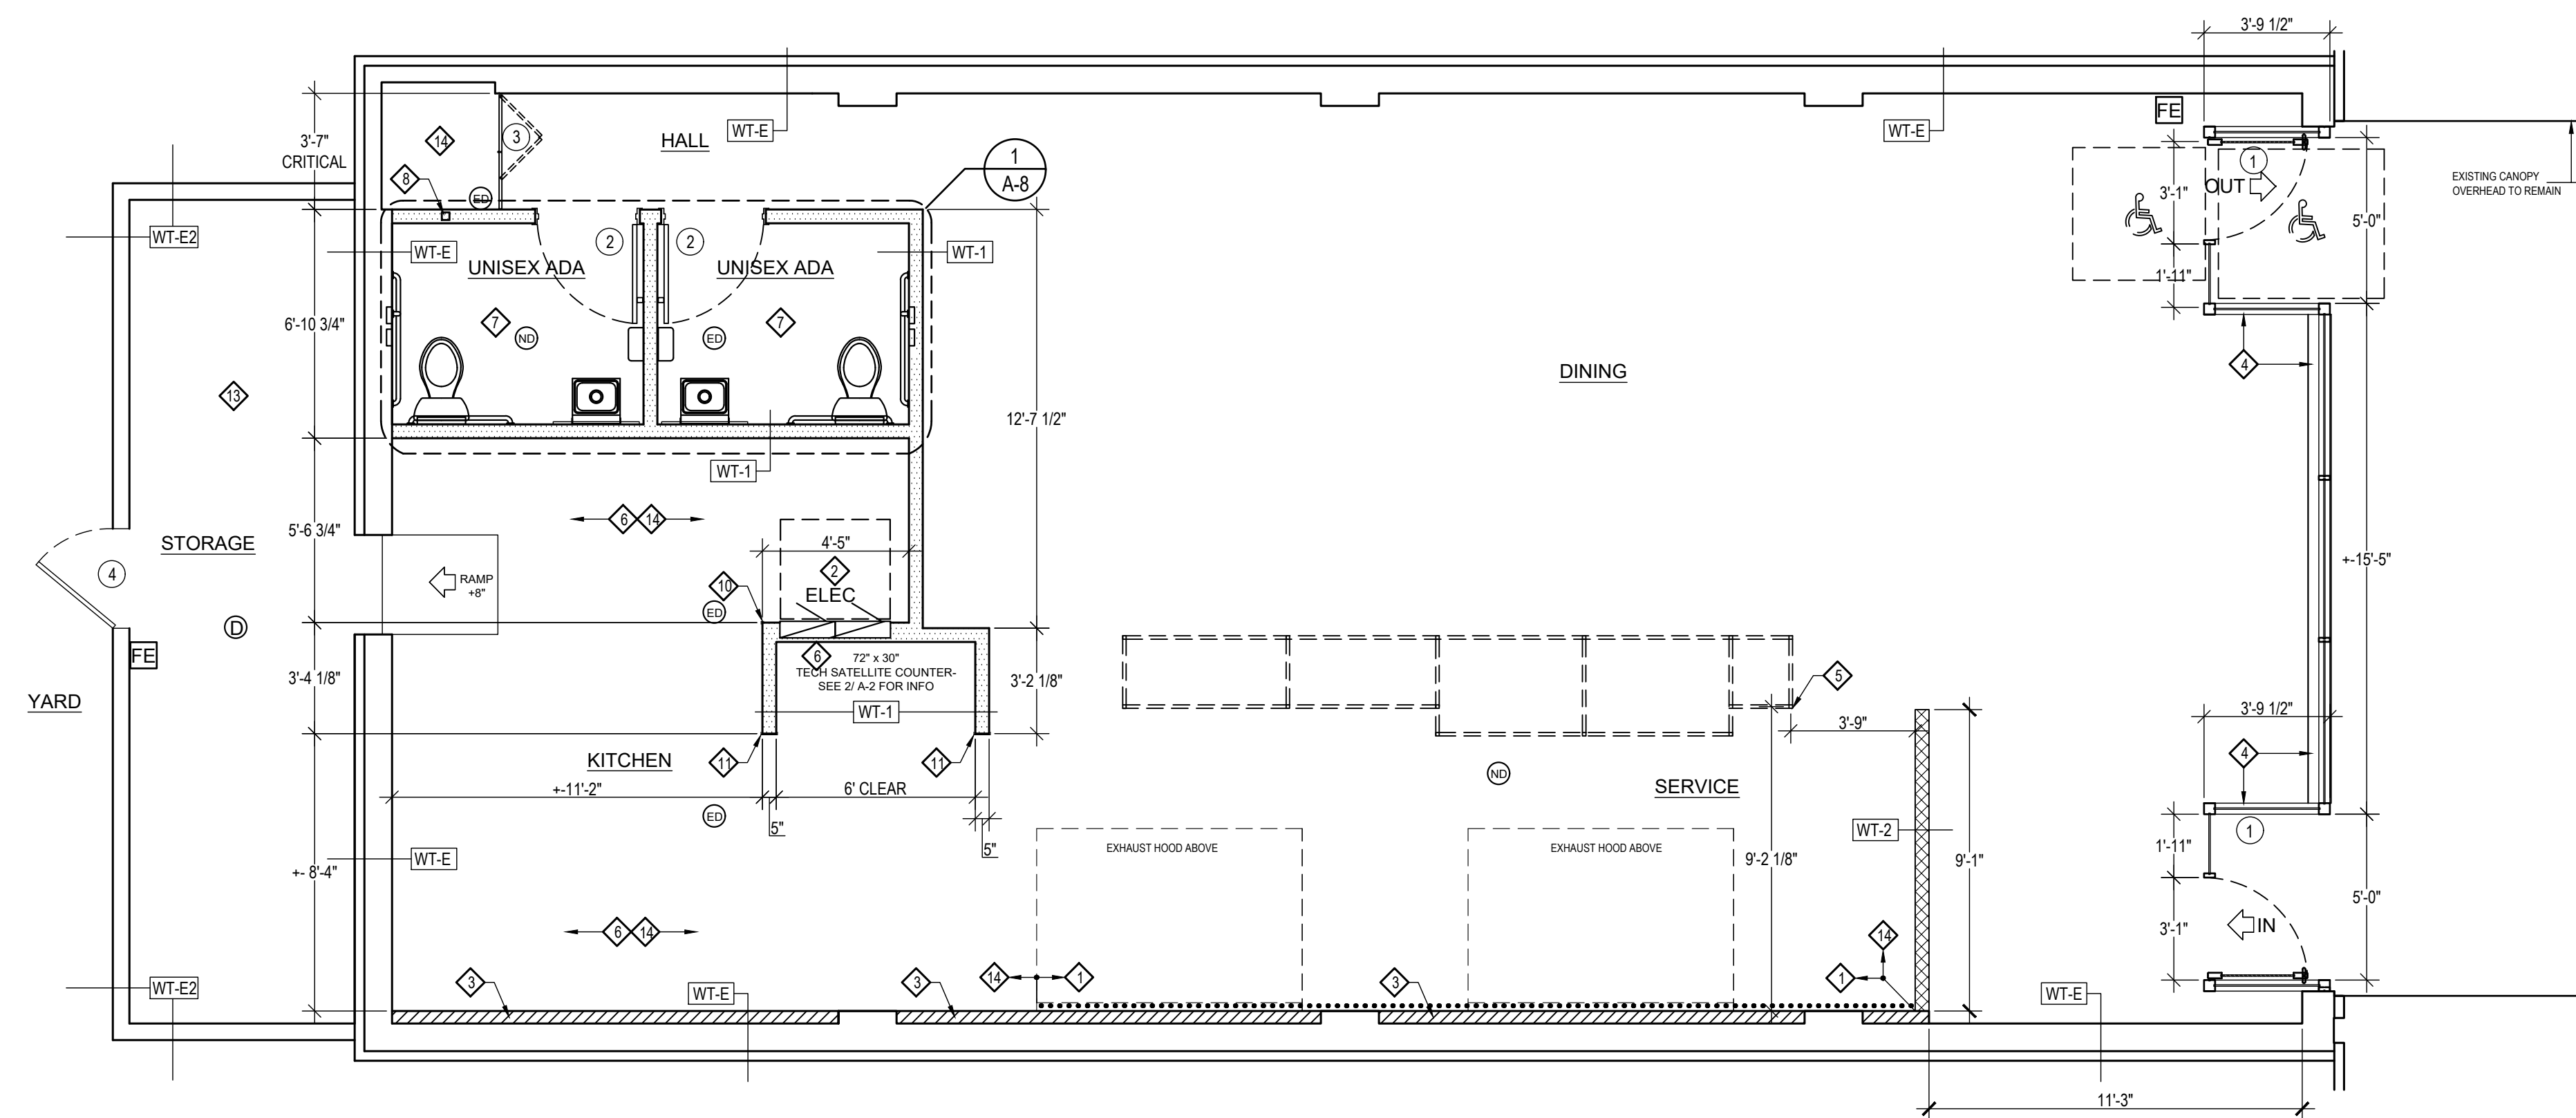 3'-9 1/2"
FE
WT-E
WT-E
HALL
3
14
3'-7"
CRITICAL
1
A-8
8
ED
1
OUT
3'-1"
5'-0"
1'-11"
EXISTING CANOPY
OVERHEAD TO REMAIN
WT-E2
WT-E
2
2
WT-1
UNISEX ADA
UNISEX ADA
7
ND
ED
7
6'-10 3/4"
4
DINING
13
12'-7 1/2"
WT-1
6
14
5'-6 3/4"
STORAGE
4
RAMP
+8"
4'-5"
2
ELEC
10
ED
+-15'-5"
D
FE
YARD
6
72" x 30"
TECH SATELLITE COUNTER-
SEE 2/ A-2 FOR INFO
WT-1
3'-4 1/8"
3'-2 1/8"
5
3'-9"
3'-9 1/2"
4
KITCHEN
11
11
ND
SERVICE
+-11'-2"
6' CLEAR
ED
5"
5"
EXHAUST HOOD ABOVE
EXHAUST HOOD ABOVE
WT-E
+- 8'-4"
9'-2 1/8"
WT-2
9'-1"
1
1'-11"
5'-0"
3'-1"
IN
6
14
14
WT-E2
3
WT-E
3
14
1
3
1
WT-E
11'-3"